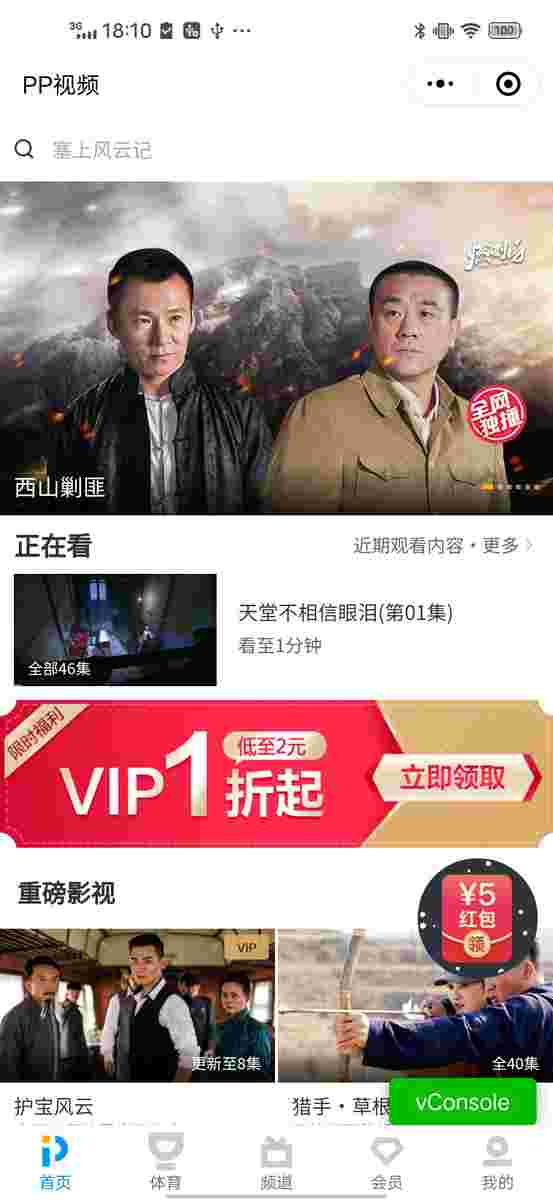 3G 18:10 100
PP视频
塞上风云记
全网
独播
西山剿匪
正在看
近期观看内容·更多
天堂不相信眼泪(第01集)
看至1分钟
全部46集
限时福利
VIP1折起
低至2元
立即领取
重磅影视
¥5
红包
领
VIP
更新至8集
全40集
护宝风云
猎手·草根
vConsole
首页
体育
频道
会员
我的